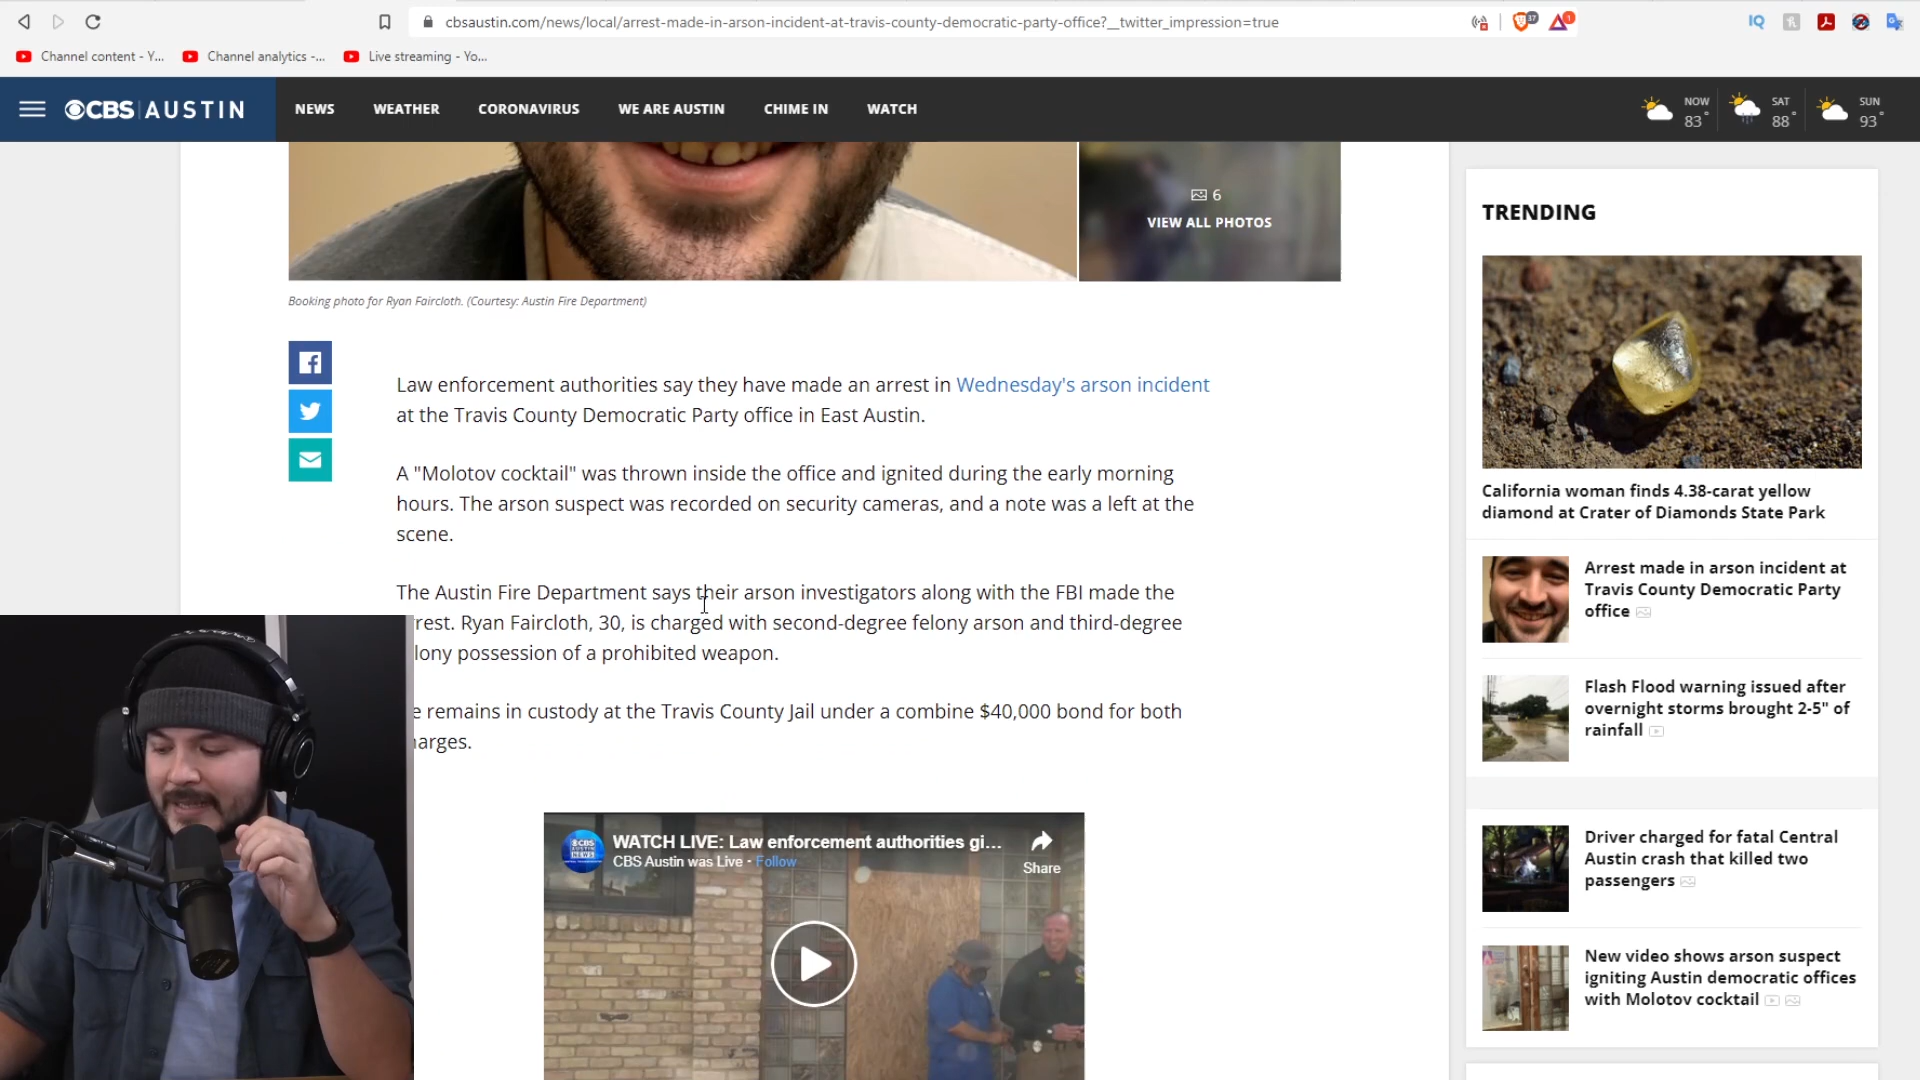 cbsaustin.com/news/local/arrest-made-in-arson-incident-at-travis-county-democratic-party-office?__twitter_impression=true
37
1
IQ
Channel content - Y...
Channel analytics -...
Live streaming - Yo...
CBS AUSTIN
NEWS
WEATHER
CORONAVIRUS
WE ARE AUSTIN
CHIME IN
WATCH
NOW
83°
SAT
88°
SUN
93°
6
VIEW ALL PHOTOS
Booking photo for Ryan Faircloth. (Courtesy: Austin Fire Department)
Law enforcement authorities say they have made an arrest in Wednesday's arson incident
at the Travis County Democratic Party office in East Austin.
A "Molotov cocktail" was thrown inside the office and ignited during the early morning
hours. The arson suspect was recorded on security cameras, and a note was a left at the
scene.
The Austin Fire Department says their arson investigators along with the FBI made the
rest. Ryan Faircloth, 30, is charged with second-degree felony arson and third-degree
lony possession of a prohibited weapon.
e remains in custody at the Travis County Jail under a combine $40,000 bond for both
harges.
WATCH LIVE: Law enforcement authorities gi...
CBS Austin was Live · Follow
Share
TRENDING
California woman finds 4.38-carat yellow
diamond at Crater of Diamonds State Park
Arrest made in arson incident at
Travis County Democratic Party
office
Flash Flood warning issued after
overnight storms brought 2-5" of
rainfall
Driver charged for fatal Central
Austin crash that killed two
passengers
New video shows arson suspect
igniting Austin democratic offices
with Molotov cocktail